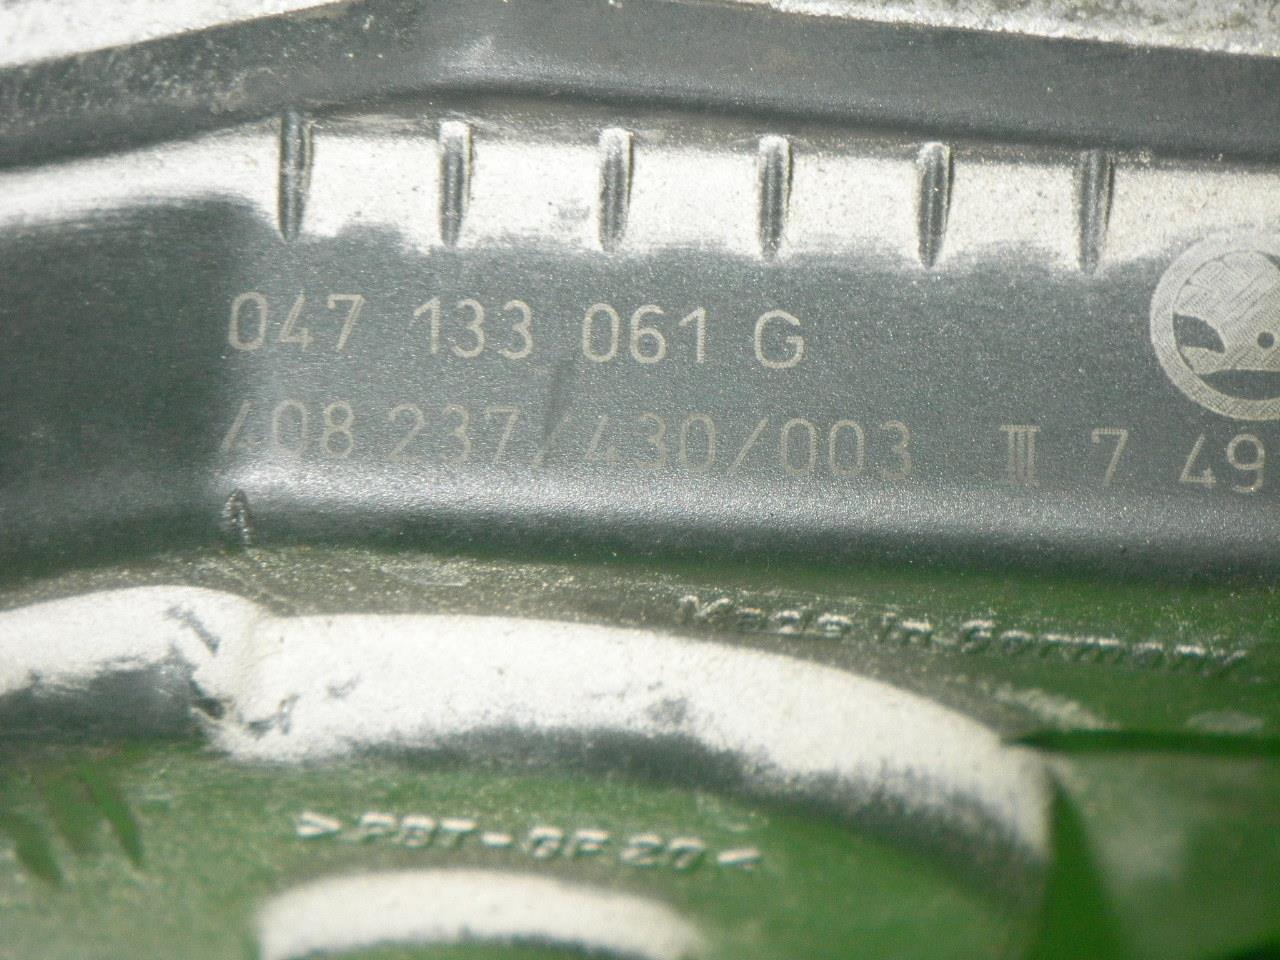 047 133 061 G
408 237/430/003 III 7 49
Made in Germany
>PBT-GF20<